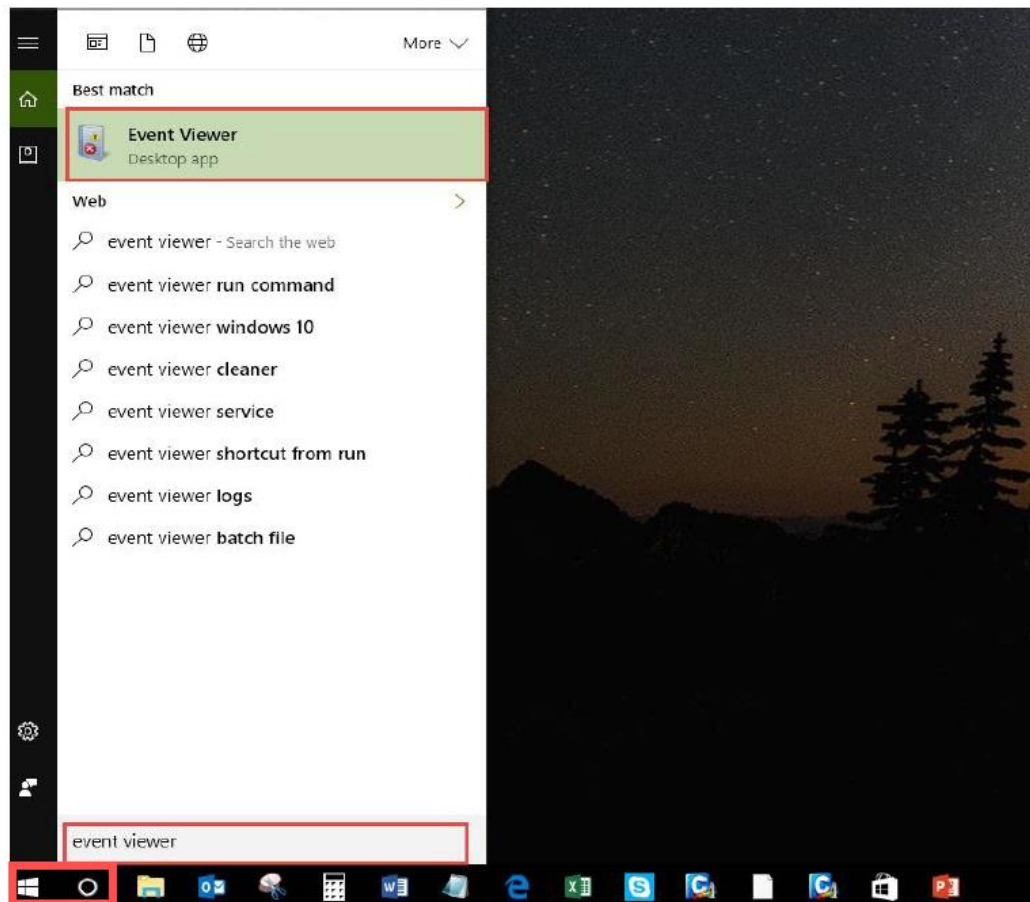 More
Best match
Event Viewer
Desktop app
Web
event viewer - Search the web
event viewer run command
event viewer windows 10
event viewer cleaner
event viewer service
event viewer shortcut from run
event viewer logs
event viewer batch file
event viewer